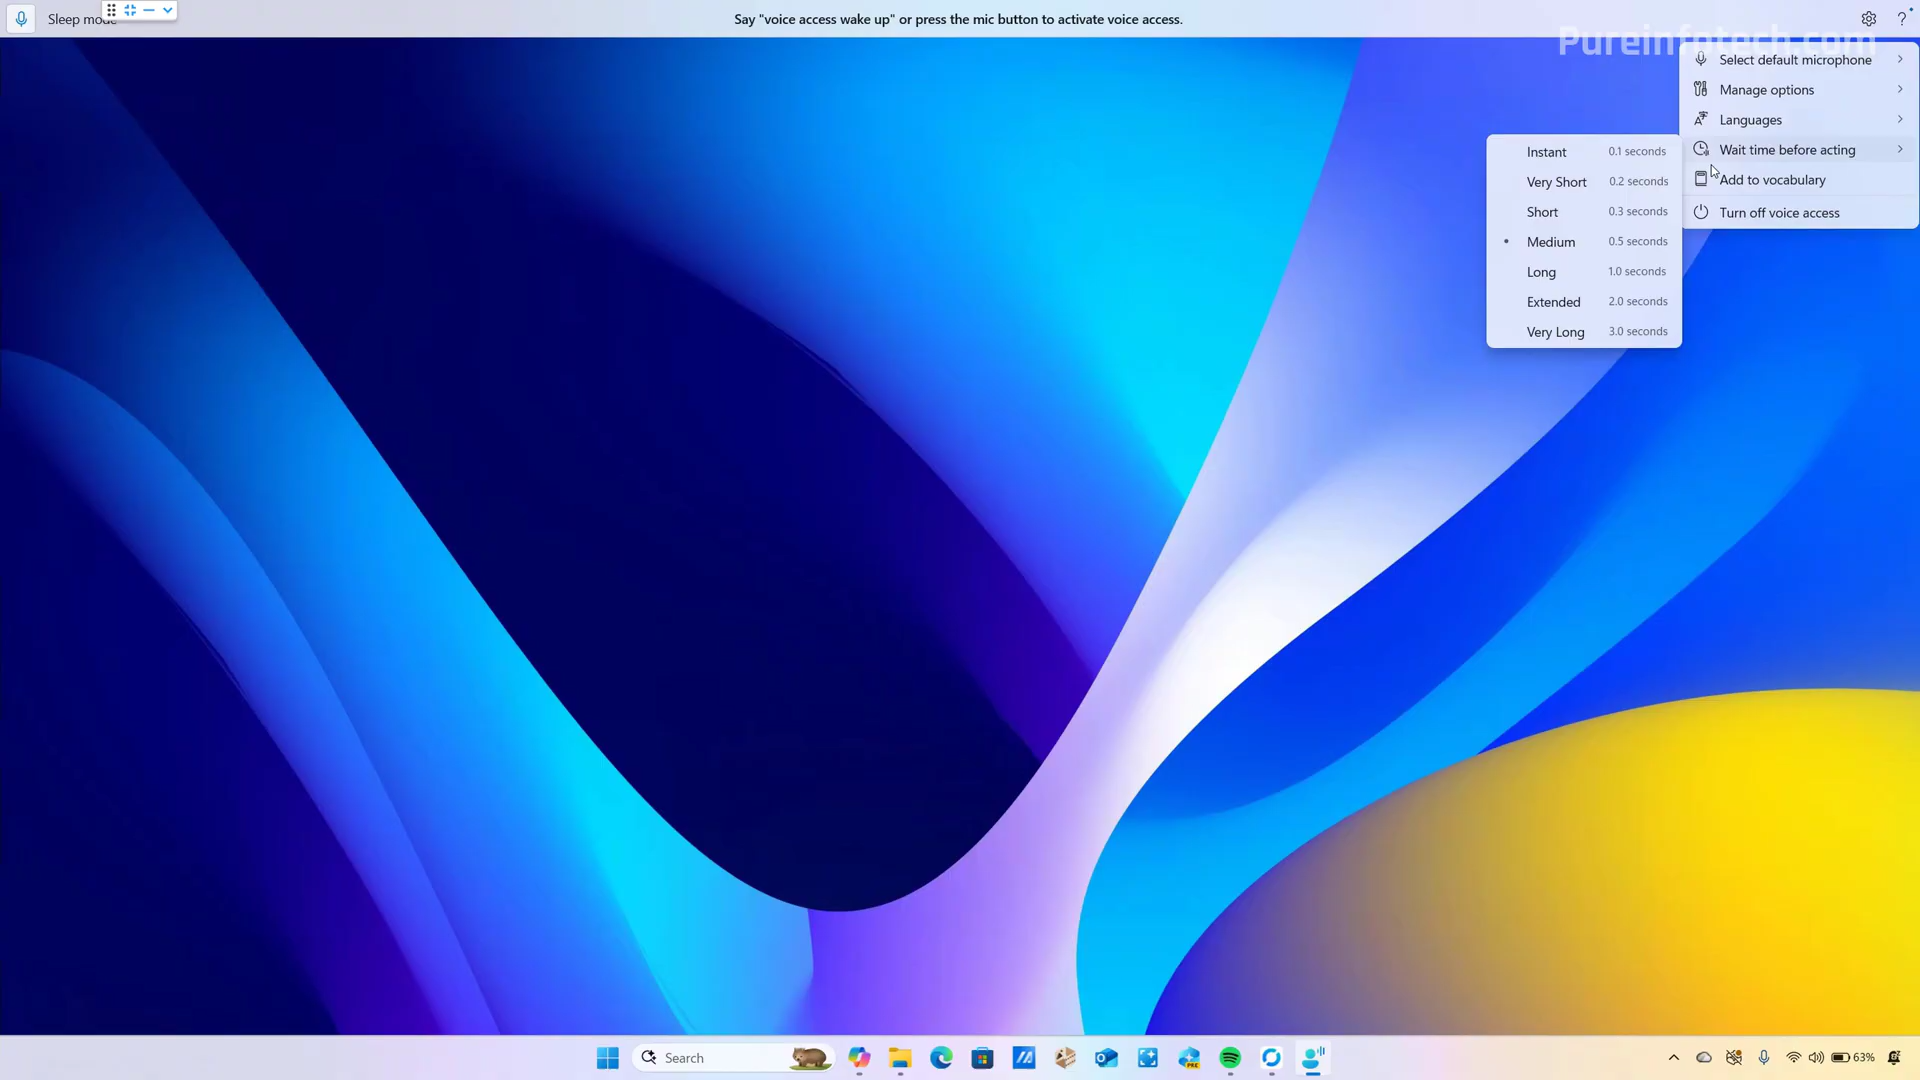 Sleep mode
Say "voice access wake up" or press the mic button to activate voice access.
Pureinfotech.com
Select default microphone
Manage options
Languages
Wait time before acting
Add to vocabulary
Turn off voice access
Instant 0.1 seconds
Very Short 0.2 seconds
Short 0.3 seconds
Medium 0.5 seconds
Long 1.0 seconds
Extended 2.0 seconds
Very Long 3.0 seconds
Search
PRE
63%